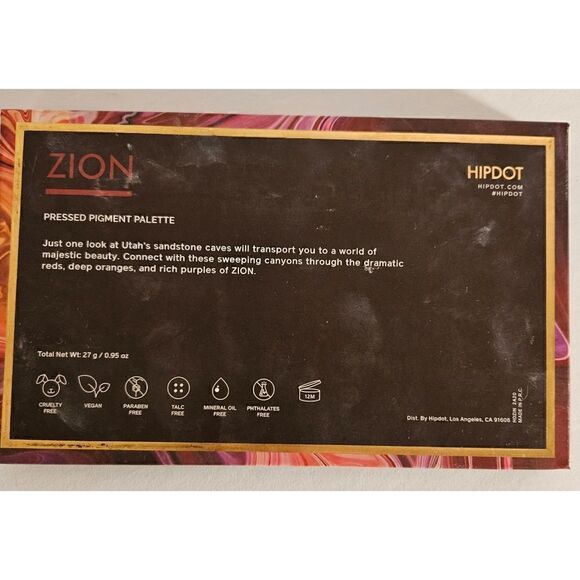 ZION
HIPDOT
HIPDOT.COM
#HIPDOT
PRESSED PIGMENT PALETTE
Just one look at Utah's sandstone caves will transport you to a world of
majestic beauty. Connect with these sweeping canyons through the dramatic
reds, deep oranges, and rich purples of ZION.
Total Net Wt: 27 g / 0.95 oz
CRUELTY
FREE
VEGAN
PARABEN
FREE
TALC
FREE
MINERAL OIL
FREE
PHTHALATES
FREE
12M
Dist. By Hipdot, Los Angeles, CA 91606
MADE IN P.R.C.